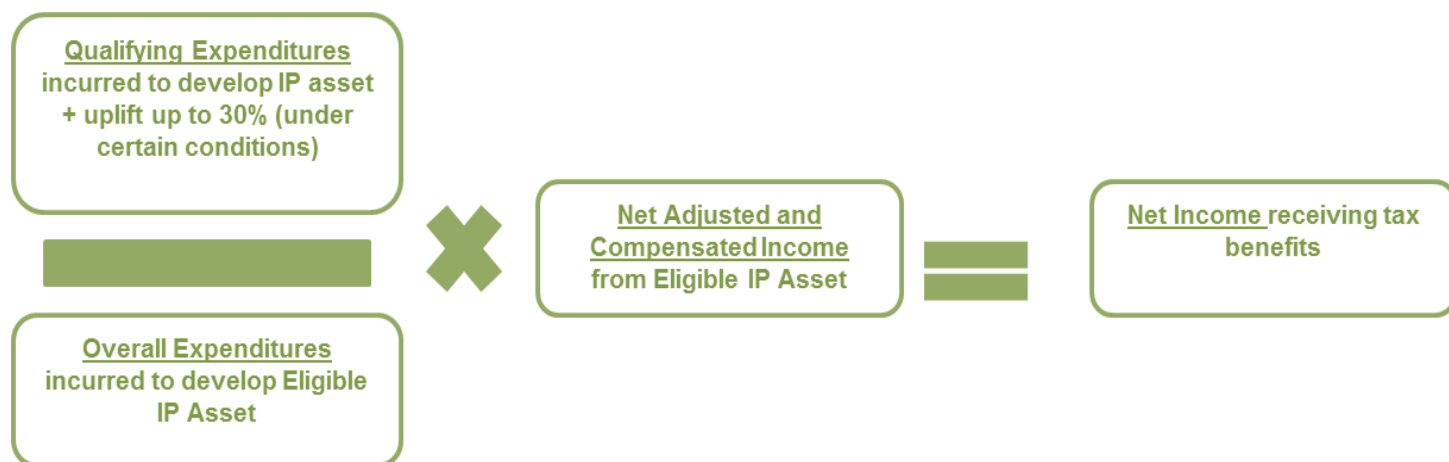 Qualifying Expenditures
incurred to develop IP asset
+ uplift up to 30% (under
certain conditions)
Overall Expenditures
incurred to develop Eligible
IP Asset
Net Adjusted and
Compensated Income
from Eligible IP Asset
Net Income receiving tax
benefits